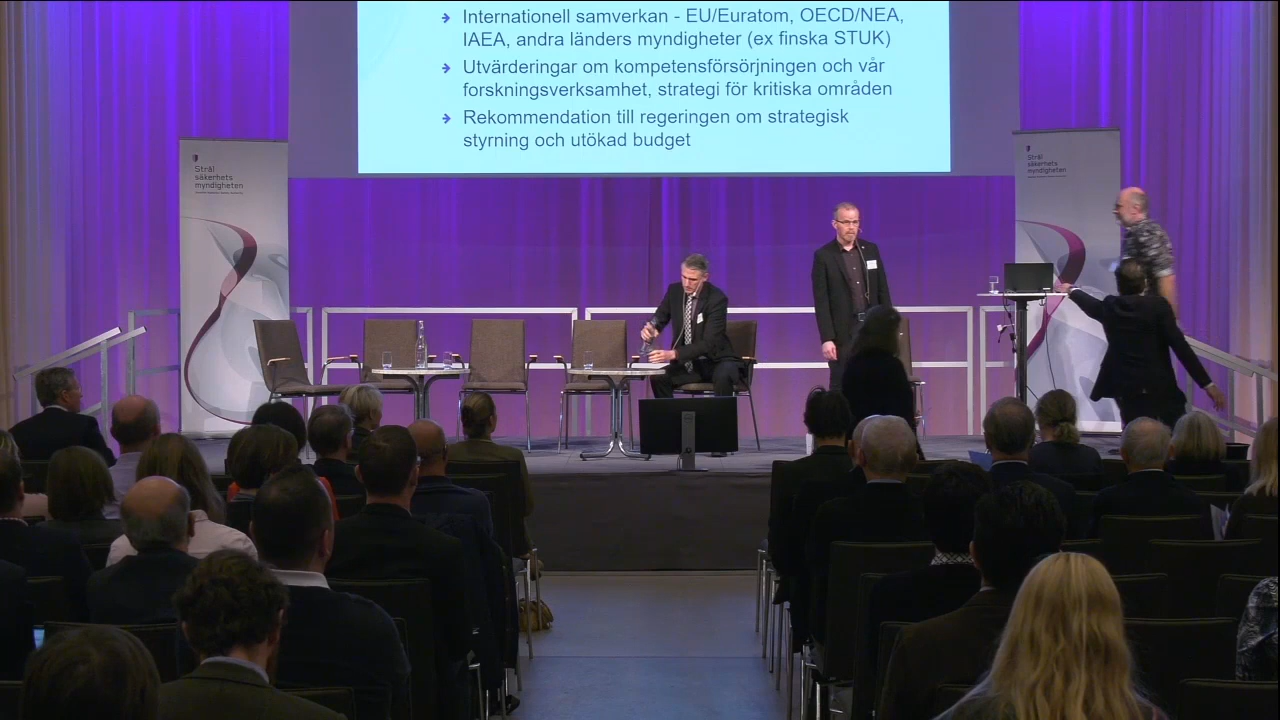 Internationell samverkan - EU/Euratom, OECD/NEA,
IAEA, andra länders myndigheter (ex finska STUK)
Utvärderingar om kompetensförsörjningen och vår
forskningsverksamhet, strategi för kritiska områden
Rekommendation till regeringen om strategisk
styrning och utökad budget
Strål
säkerhets
myndigheten
Strål
säkerhets
myndigheten